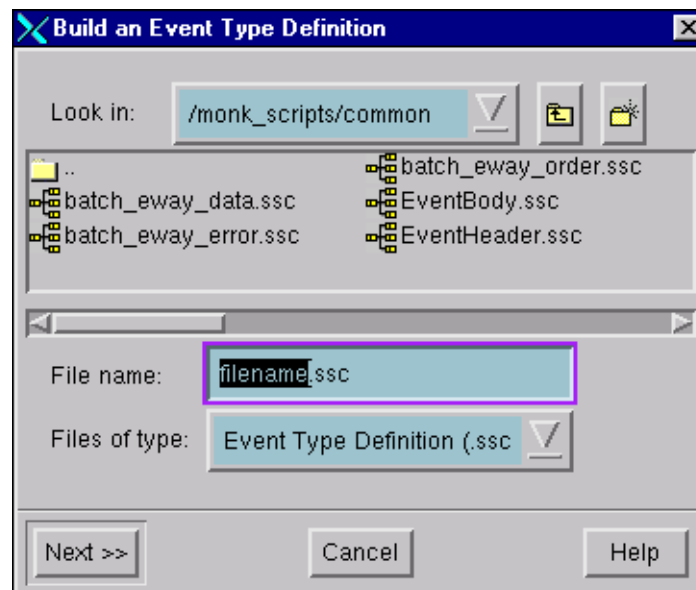 Build an Event Type Definition
Look in: /monk_scripts/common
..
batch_eway_data.ssc
batch_eway_error.ssc
batch_eway_order.ssc
EventBody.ssc
EventHeader.ssc
File name: filename.ssc
Files of type: Event Type Definition (.ssc
Next >> Cancel Help